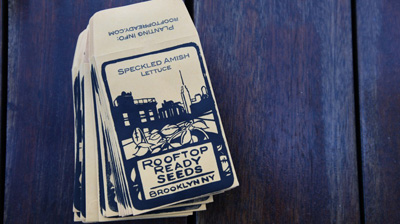 PLANTING INFO:
ROOFTOPREADY.COM
SPECKLED AMISH
LETTUCE
ROOFTOP
READY
SEEDS
BROOKLYN NY